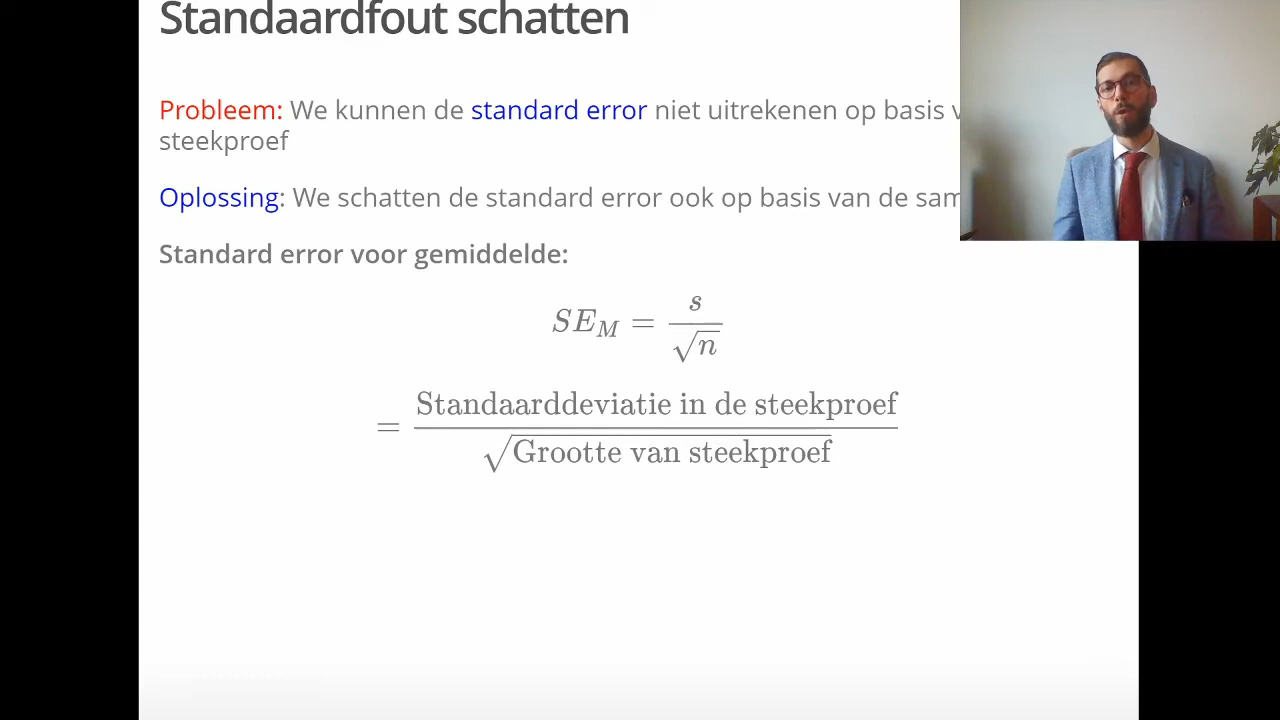 Standaardfout schatten
Probleem: We kunnen de standard error niet uitrekenen op basis
steekproef
Oplossing: We schatten de standard error ook op basis van de
Standard error voor gemiddelde:
SE_M = s / √n
= Standaarddeviatie in de steekproef / √Grootte van steekproef